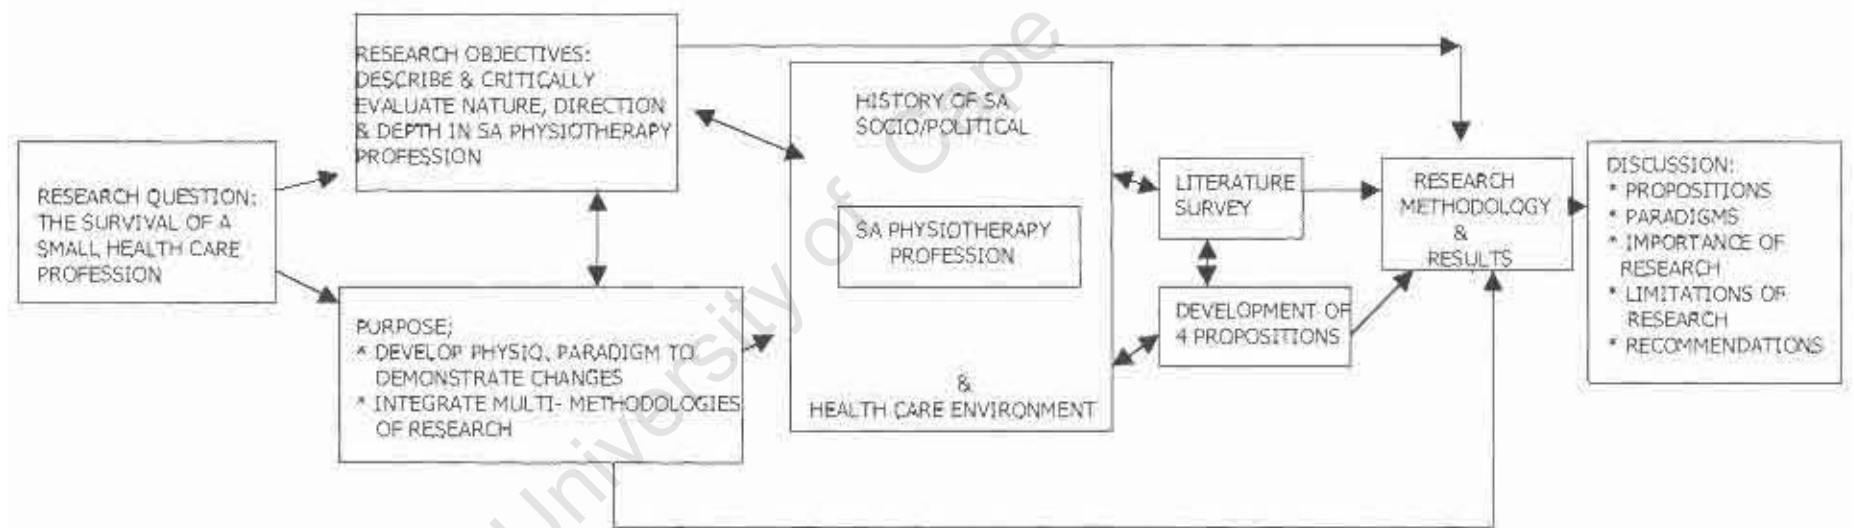 RESEARCH QUESTION:
THE SURVIVAL OF A
SMALL HEALTH CARE
PROFESSION
RESEARCH OBJECTIVES:
DESCRIBE & CRITICALLY
EVALUATE NATURE, DIRECTION
& DEPTH IN SA PHYSIOTHERAPY
PROFESSION
PURPOSE;
* DEVELOP PHYSIO. PARADIGM TO
DEMONSTRATE CHANGES
* INTEGRATE MULTI- METHODOLOGIES
OF RESEARCH
HISTORY OF SA
SOCIO/POLITICAL
SA PHYSIOTHERAPY
PROFESSION
&
HEALTH CARE ENVIRONMENT
LITERATURE
SURVEY
DEVELOPMENT OF
4 PROPOSITIONS
RESEARCH
METHODOLOGY
&
RESULTS
DISCUSSION:
* PROPOSITIONS
* PARADIGMS
* IMPORTANCE OF
RESEARCH
* LIMITATIONS OF
RESEARCH
* RECOMMENDATIONS
University of Cape